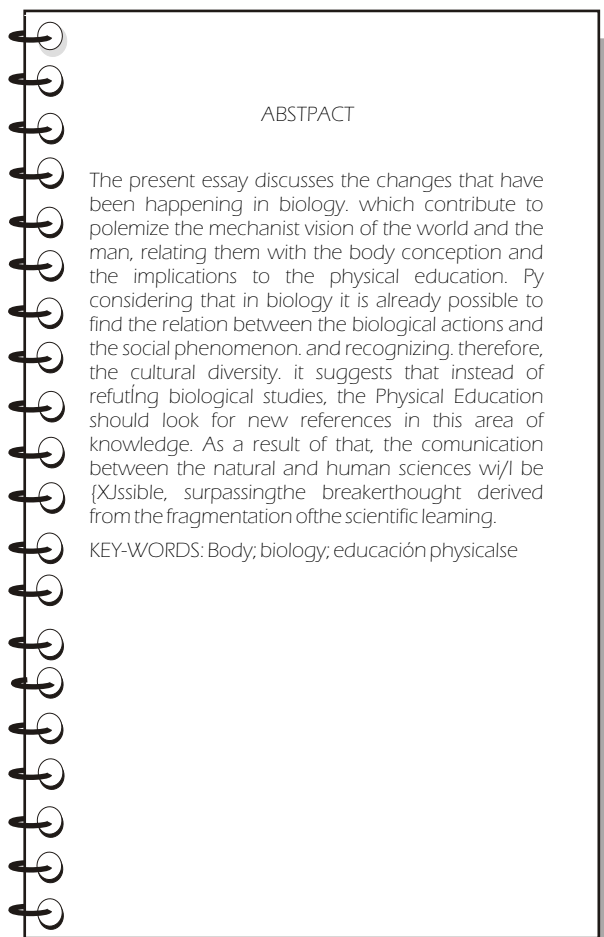 ABSTPACT
The present essay discusses the changes that have
been happening in biology. which contribute to
polemize the mechanist vision of the world and the
man, relating them with the body conception and
the implications to the physical education. Py
considering that in biology it is already possible to
find the relation between the biological actions and
the social phenomenon. and recognizing. therefore,
the cultural diversity. it suggests that instead of
refutÍng biological studies, the Physical Education
should look for new references in this area of
knowledge. As a result of that, the comunication
between the natural and human sciences wi/l be
{XJssible, surpassingthe breakerthought derived
from the fragmentation ofthe scientific leaming.
KEY-WORDS: Body; biology; educación physicalse